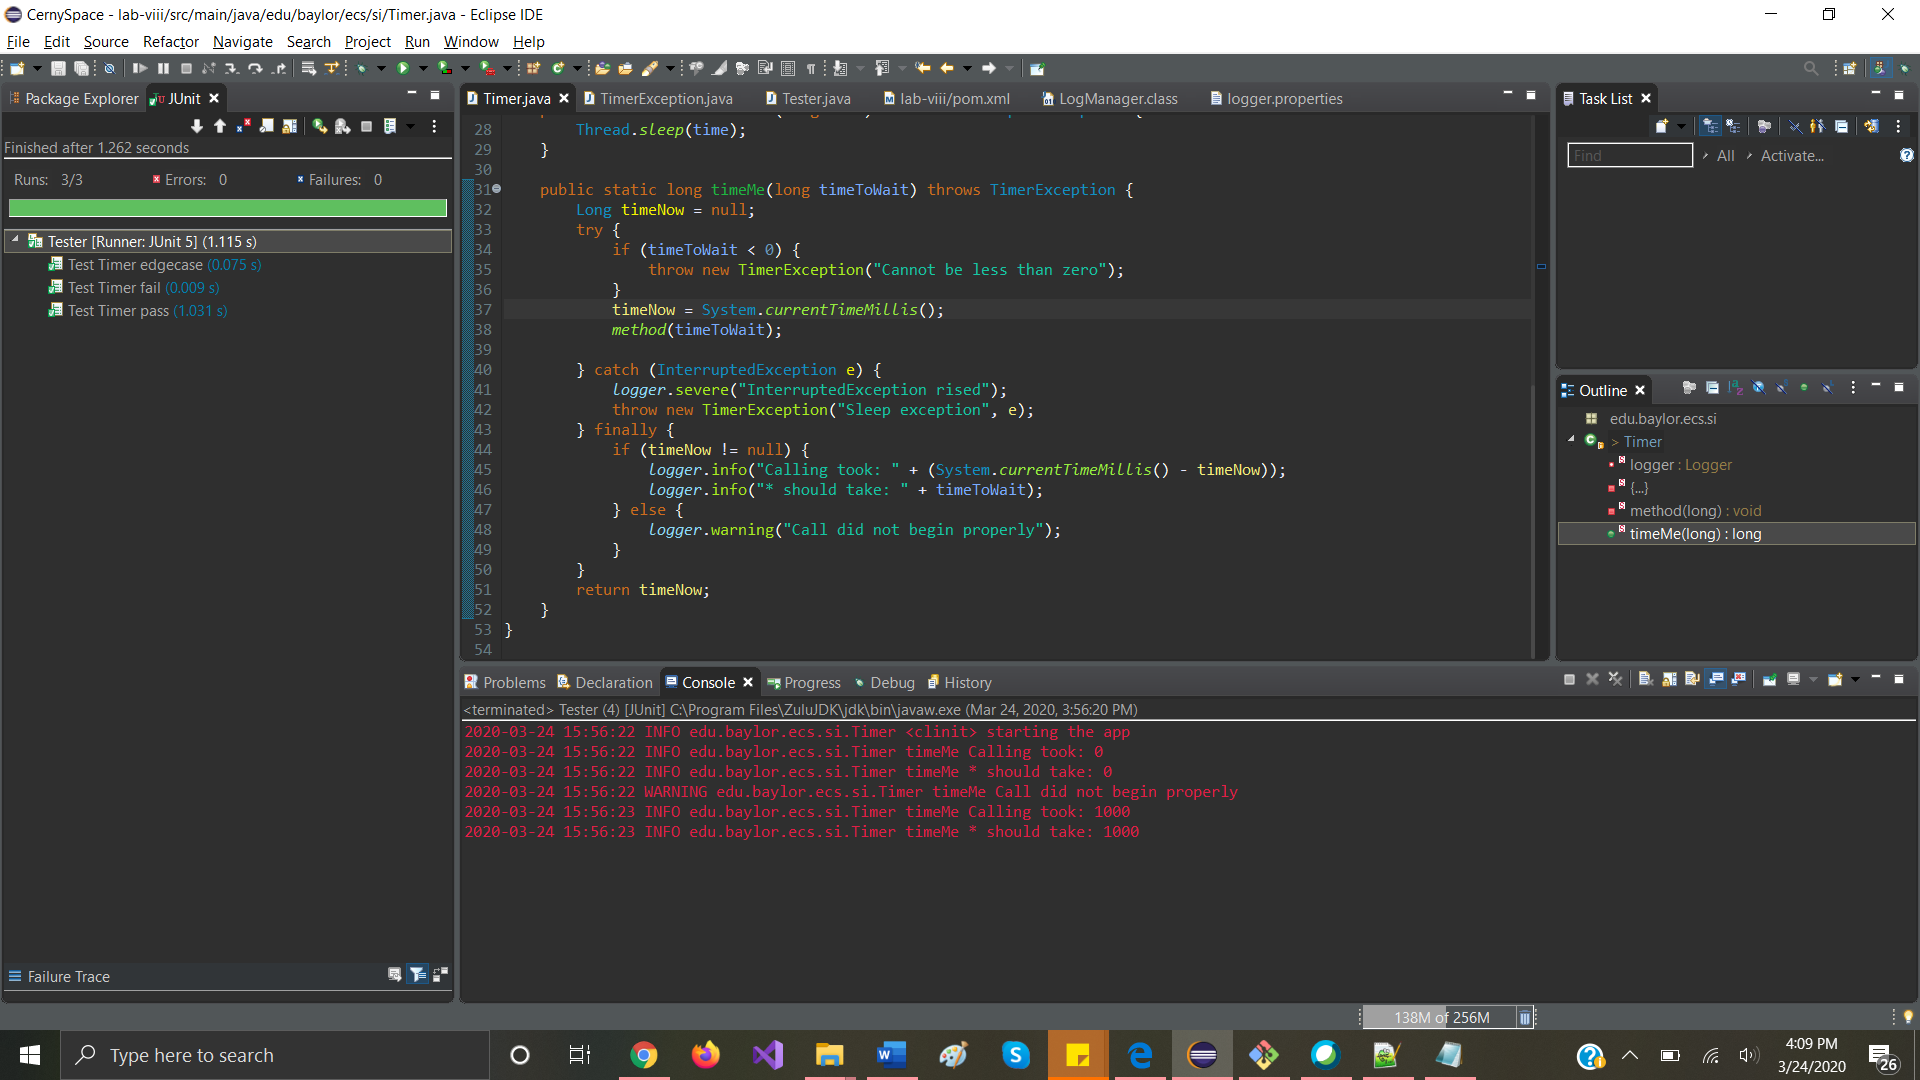 CernySpace - lab-viii/src/main/java/edu/baylor/ecs/si/Timer.java - Eclipse IDE
File Edit Source Refactor Navigate Search Project Run Window Help
Package Explorer JUnit
Finished after 1.262 seconds
Runs: 3/3 Errors: 0 Failures: 0
Tester [Runner: JUnit 5] (1.115 s)
Test Timer edgecase (0.075 s)
Test Timer fail (0.009 s)
Test Timer pass (1.031 s)
Failure Trace
Timer.java TimerException.java Tester.java lab-viii/pom.xml LogManager.class logger.properties
28 Thread.sleep(time);
29 }
30
31 public static long timeMe(long timeToWait) throws TimerException {
32 Long timeNow = null;
33 try {
34 if (timeToWait < 0) {
35 throw new TimerException("Cannot be less than zero");
36 }
37 timeNow = System.currentTimeMillis();
38 method(timeToWait);
39
40 } catch (InterruptedException e) {
41 logger.severe("InterruptedException rised");
42 throw new TimerException("Sleep exception", e);
43 } finally {
44 if (timeNow != null) {
45 logger.info("Calling took: " + (System.currentTimeMillis() - timeNow));
46 logger.info("* should take: " + timeToWait);
47 } else {
48 logger.warning("Call did not begin properly");
49 }
50 }
51 return timeNow;
52 }
53 }
54
Task List
Find All Activate...
Outline
edu.baylor.ecs.si
> Timer
logger : Logger
{...}
method(long) : void
timeMe(long) : long
Problems Declaration Console Progress Debug History
<terminated> Tester (4) [JUnit] C:\Program Files\ZuluJDK\jdk\bin\javaw.exe (Mar 24, 2020, 3:56:20 PM)
2020-03-24 15:56:22 INFO edu.baylor.ecs.si.Timer <clinit> starting the app
2020-03-24 15:56:22 INFO edu.baylor.ecs.si.Timer timeMe Calling took: 0
2020-03-24 15:56:22 INFO edu.baylor.ecs.si.Timer timeMe * should take: 0
2020-03-24 15:56:22 WARNING edu.baylor.ecs.si.Timer timeMe Call did not begin properly
2020-03-24 15:56:23 INFO edu.baylor.ecs.si.Timer timeMe Calling took: 1000
2020-03-24 15:56:23 INFO edu.baylor.ecs.si.Timer timeMe * should take: 1000
138M of 256M
Type here to search
4:09 PM
3/24/2020
26